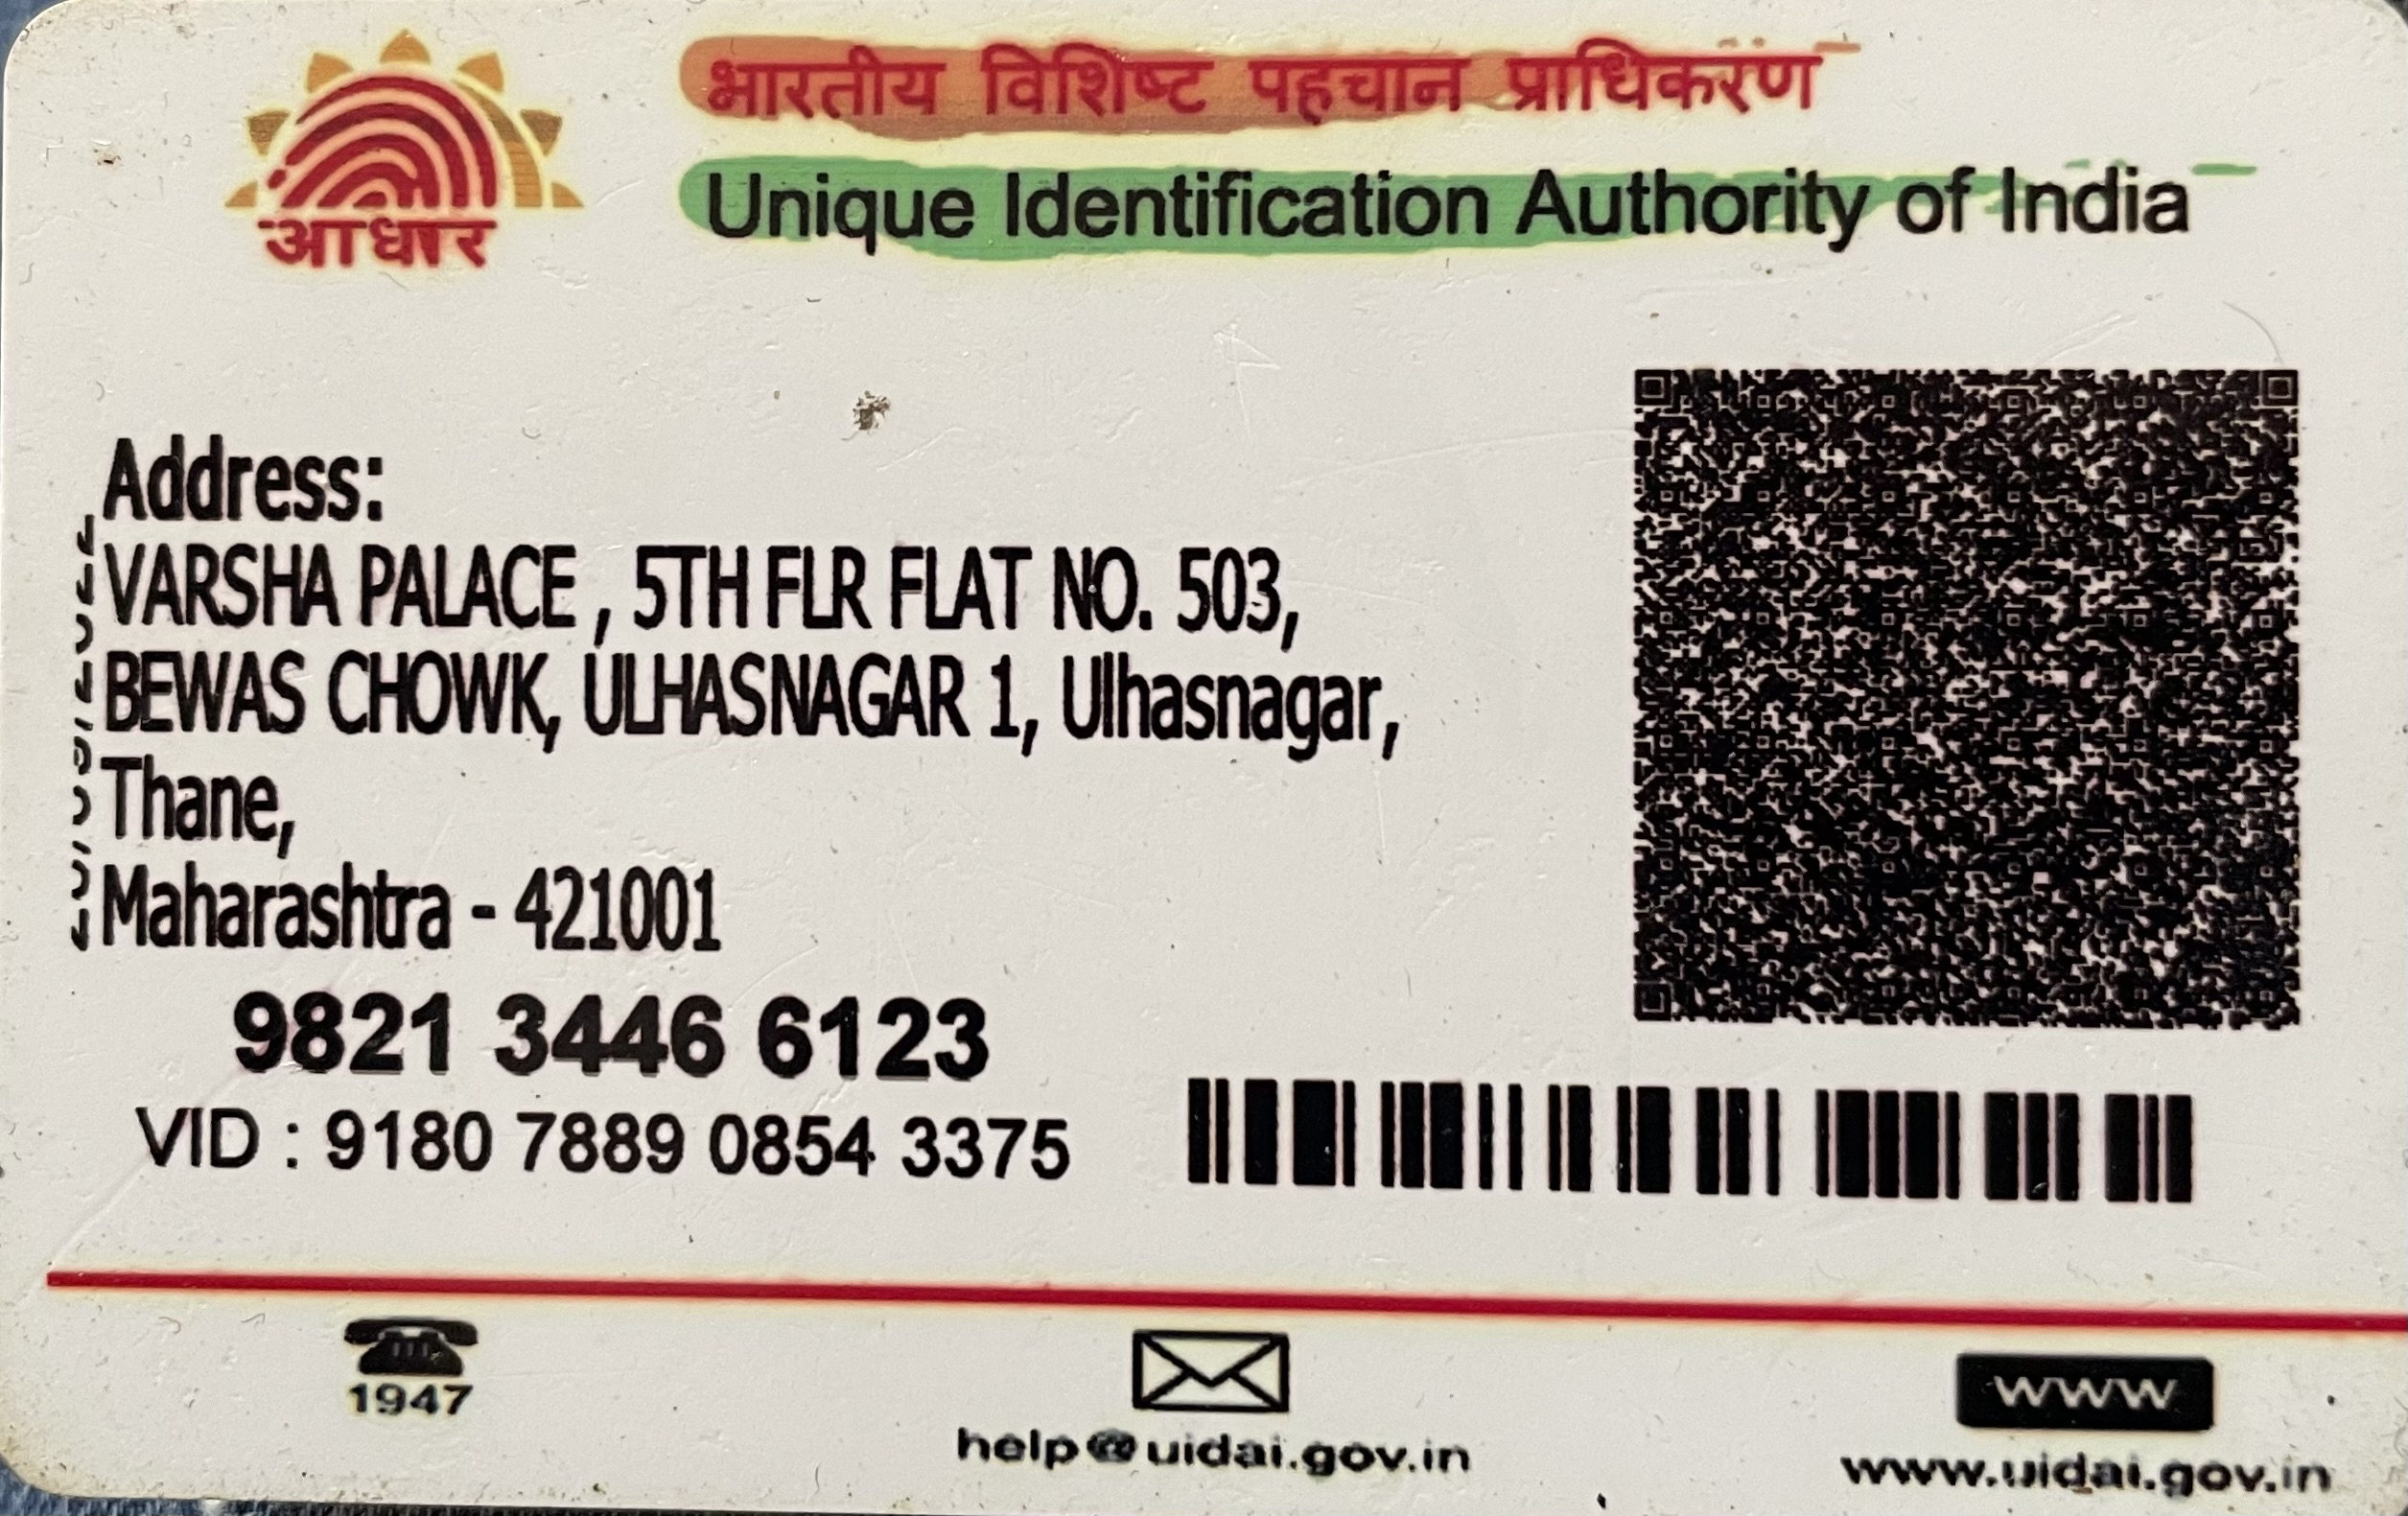 भारतीय विशिष्ट पहचान प्राधिकरण
Unique Identification Authority of India
आधार
Address:
VARSHA PALACE , 5TH FLR FLAT NO. 503,
BEWAS CHOWK, ULHASNAGAR 1, Ulhasnagar,
Thane,
Maharashtra - 421001
9821 3446 6123
VID : 9180 7889 0854 3375
1947
help@uidai.gov.in
WWW
www.uidai.gov.in